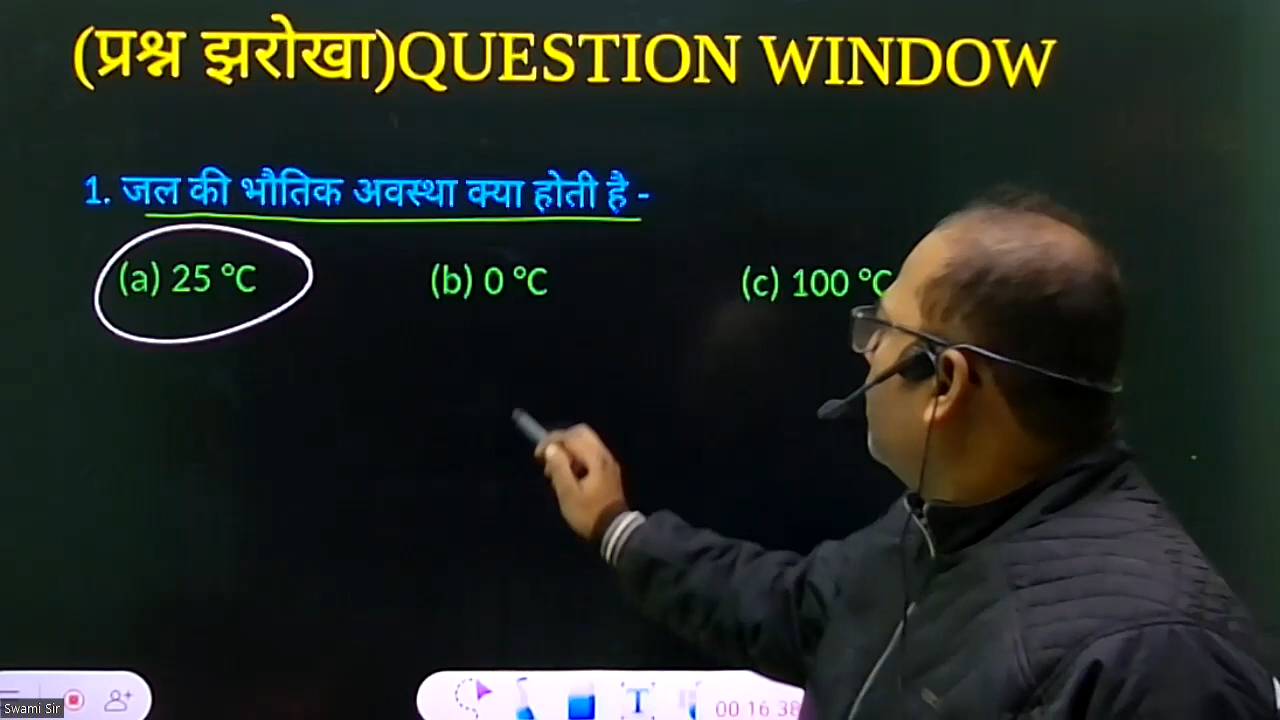 (प्रश्न झरोखा)QUESTION WINDOW
1. जल की भौतिक अवस्था क्या होती है -
(a) 25 °C (b) 0 °C (c) 100 °C
T 00 16 38
Swami Sir